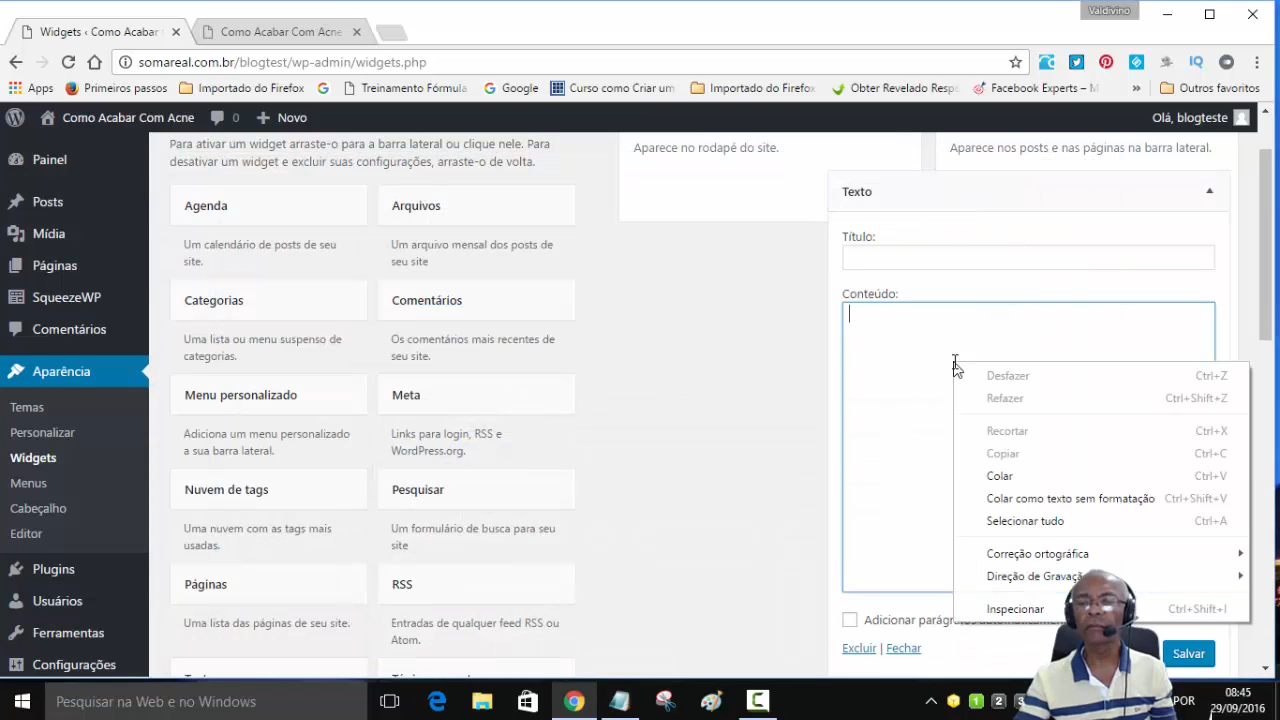 Valdivino
Widgets ‹ Como Acabar
Como Acabar Com Acne
somareal.com.br/blogtest/wp-admin/widgets.php
Apps
Primeiros passos
Importado do Firefox
Treinamento Fórmula
Google
Curso como Criar um
Importado do Firefox
Obter Revelado Resp
Facebook Experts – M
»
Outros favoritos
Como Acabar Com Acne
0
Novo
Olá, blogteste
Painel
Posts
Mídia
Páginas
SqueezeWP
Comentários
Aparência
Temas
Personalizar
Widgets
Menus
Cabeçalho
Editor
Plugins
Usuários
Ferramentas
Configurações
Para ativar um widget arraste-o para a barra lateral ou clique nele. Para
desativar um widget e excluir suas configurações, arraste-o de volta.
Agenda
Um calendário de posts de seu
site.
Arquivos
Um arquivo mensal dos posts de
seu site
Categorias
Uma lista ou menu suspenso de
categorias.
Comentários
Os comentários mais recentes de
seu site.
Menu personalizado
Adiciona um menu personalizado
a sua barra lateral.
Meta
Links para login, RSS e
WordPress.org.
Nuvem de tags
Uma nuvem com as tags mais
usadas.
Pesquisar
Um formulário de busca para seu
site
Páginas
Uma lista das páginas de seu site.
RSS
Entradas de qualquer feed RSS ou
Atom.
Aparece no rodapé do site.
Aparece nos posts e nas páginas na barra lateral.
Texto
Título:
Conteúdo:
Desfazer Ctrl+Z
Refazer Ctrl+Shift+Z
Recortar Ctrl+X
Copiar Ctrl+C
Colar Ctrl+V
Colar como texto sem formatação Ctrl+Shift+V
Selecionar tudo Ctrl+A
Correção ortográfica
Direção de
Inspecionar Ctrl+Shift+I
Adicionar
Excluir | Fechar
Salvar
Pesquisar na Web e no Windows
1
2
3
POR
08:45
29/09/2016